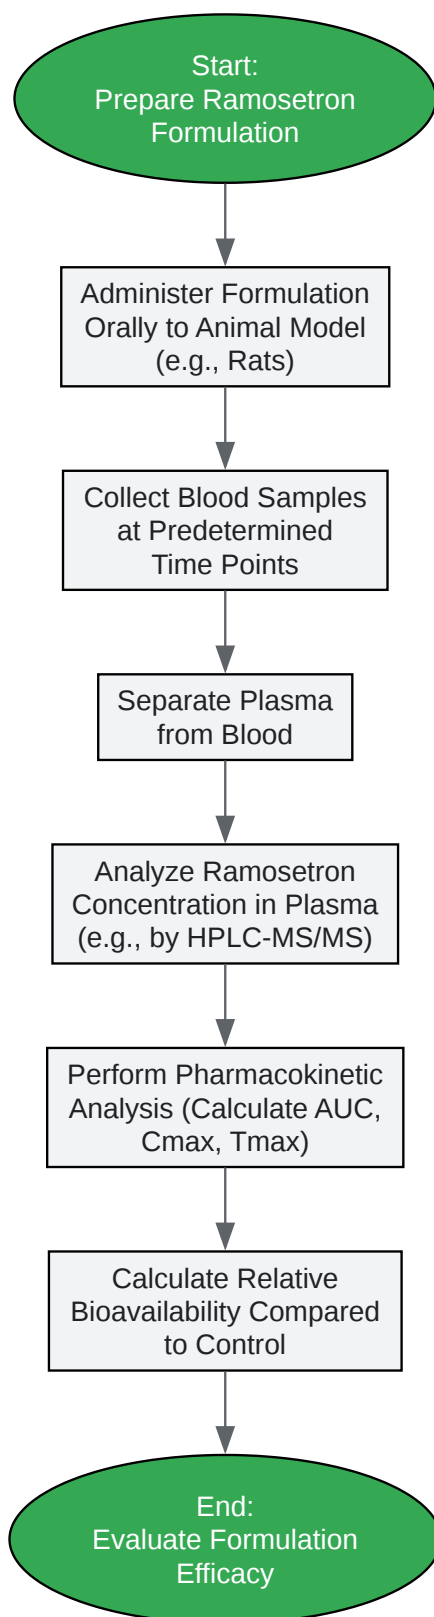 Start:
Prepare Ramosetron
Formulation
Administer Formulation
Orally to Animal Model
(e.g., Rats)
Collect Blood Samples
at Predetermined
Time Points
Separate Plasma
from Blood
Analyze Ramosetron
Concentration in Plasma
(e.g., by HPLC-MS/MS)
Perform Pharmacokinetic
Analysis (Calculate AUC,
Cmax, Tmax)
Calculate Relative
Bioavailability Compared
to Control
End:
Evaluate Formulation
Efficacy